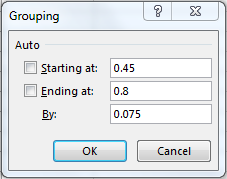 Grouping
?
Auto
Starting at: 0.45
Ending at: 0.8
By: 0.075
OK Cancel